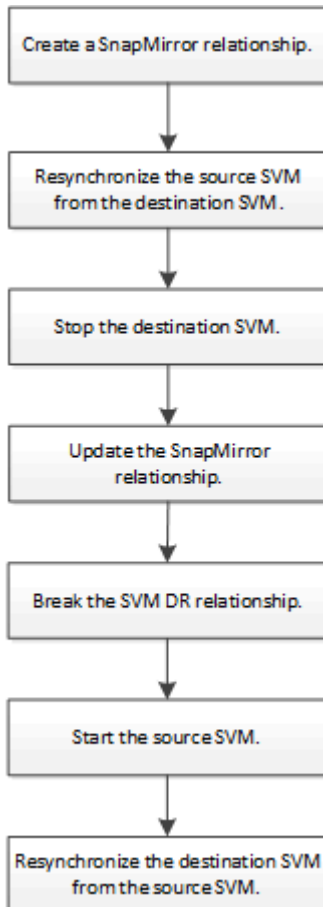 Create a SnapMirror relationship.
Resynchronize the source SVM
from the destination SVM.
Stop the destination SVM.
Update the SnapMirror
relationship.
Break the SVM DR relationship.
Start the source SVM.
Resynchronize the destination SVM
from the source SVM.